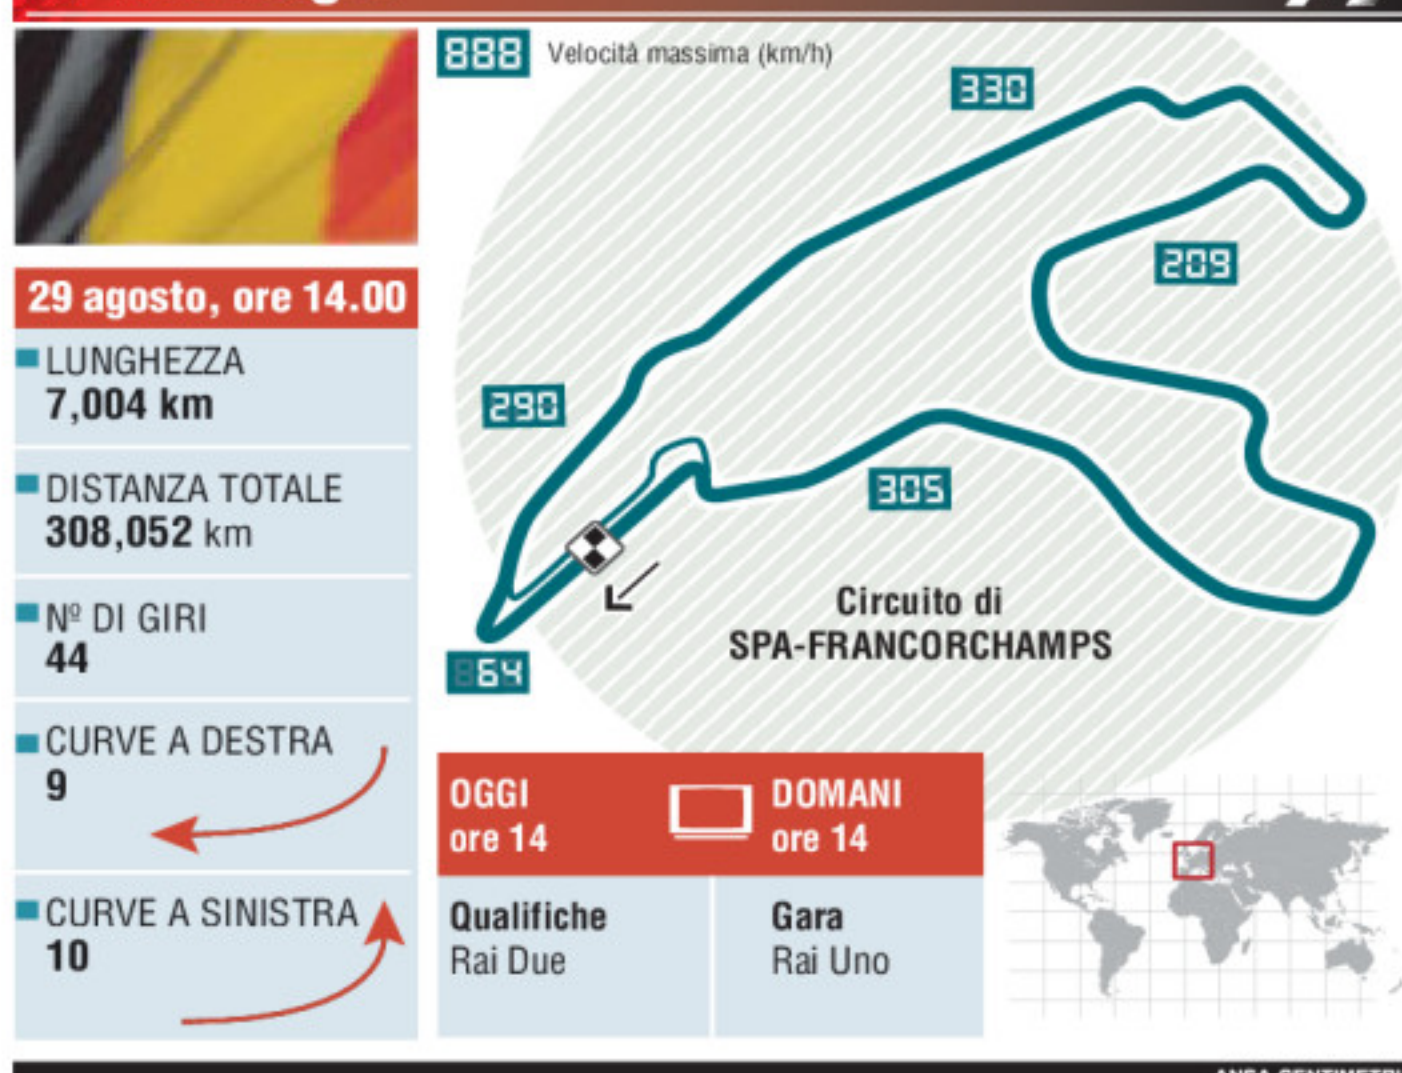 888 Velocità massima (km/h)
330
209
290
305
64
29 agosto, ore 14.00
LUNGHEZZA
7,004 km
DISTANZA TOTALE
308,052 km
Nº DI GIRI
44
CURVE A DESTRA
9
CURVE A SINISTRA
10
Circuito di
SPA-FRANCORCHAMPS
OGGI
ore 14
DOMANI
ore 14
Qualifiche
Rai Due
Gara
Rai Uno